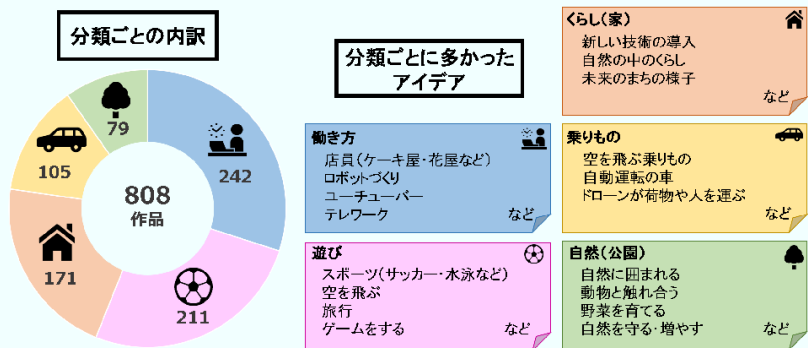 分類ごとの内訳
79
105
242
808
作品
171
211
分類ごとに多かった
アイデア
くらし(家)
新しい技術の導入
自然の中のくらし
未来のまちの様子
など
働き方
店員(ケーキ屋・花屋など)
ロボットづくり
ユーチューバー
テレワーク
など
乗りもの
空を飛ぶ乗りもの
自動運転の車
ドローンが荷物や人を運ぶ
など
遊び
スポーツ(サッカー・水泳など)
空を飛ぶ
旅行
ゲームをする
など
自然(公園)
自然に囲まれる
動物と触れ合う
野菜を育てる
自然を守る・増やす
など